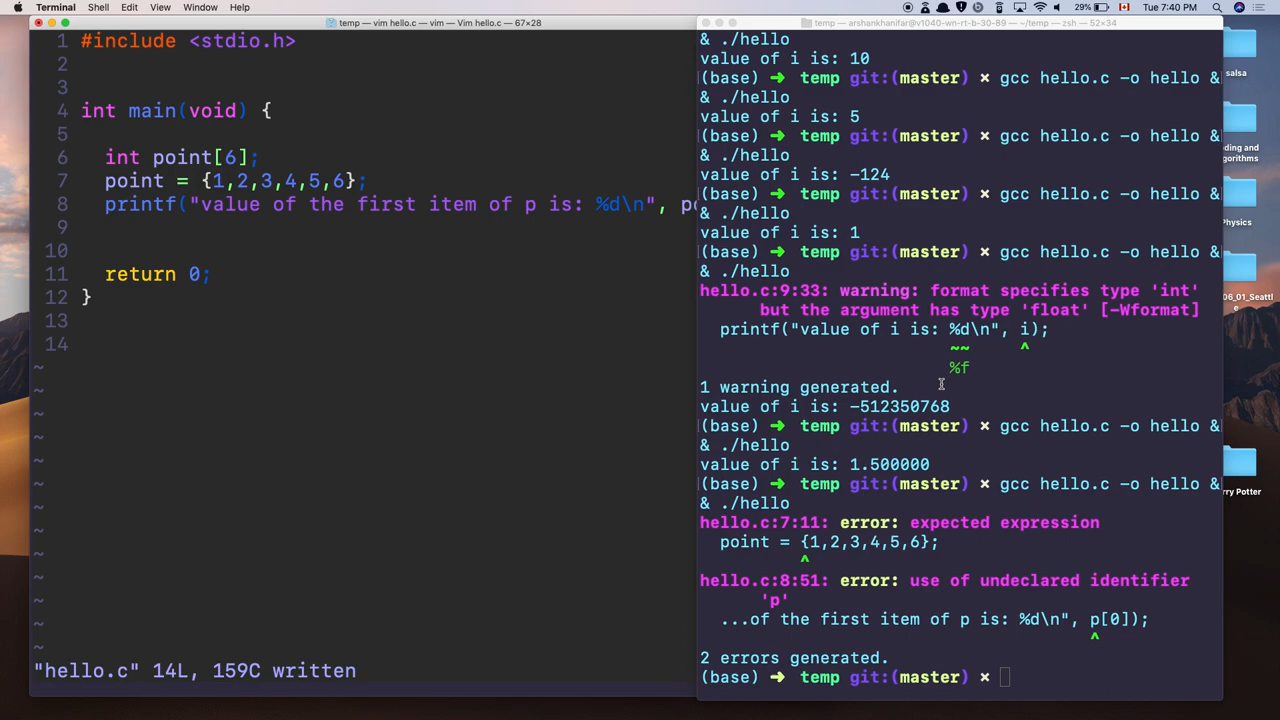 Terminal Shell Edit View Window Help
29% Tue 7:40 PM
temp — vim hello.c — vim — Vim hello.c — 67×28
1 #include <stdio.h>
2
3
4 int main(void) {
5
6 int point[6];
7 point = {1,2,3,4,5,6};
8 printf("value of the first item of p is: %d\n", po
9
10
11 return 0;
12 }
13
14
~
~
~
~
~
~
~
~
~
~
~
~
~
"hello.c" 14L, 159C written
temp — arshankhanifar@v1040-wn-rt-b-30-89 — ~/temp — zsh — 52×34
& ./hello
value of i is: 10
(base) ➜ temp git:(master) × gcc hello.c -o hello &
& ./hello
value of i is: 5
(base) ➜ temp git:(master) × gcc hello.c -o hello &
& ./hello
value of i is: -124
(base) ➜ temp git:(master) × gcc hello.c -o hello &
& ./hello
value of i is: 1
(base) ➜ temp git:(master) × gcc hello.c -o hello &
& ./hello
hello.c:9:33: warning: format specifies type 'int'
but the argument has type 'float' [-Wformat]
printf("value of i is: %d\n", i);
~~ ^
%f
1 warning generated.
value of i is: -512350768
(base) ➜ temp git:(master) × gcc hello.c -o hello &
& ./hello
value of i is: 1.500000
(base) ➜ temp git:(master) × gcc hello.c -o hello &
& ./hello
hello.c:7:11: error: expected expression
point = {1,2,3,4,5,6};
^
hello.c:8:51: error: use of undeclared identifier
'p'
...of the first item of p is: %d\n", p[0]);
^
2 errors generated.
(base) ➜ temp git:(master) ×
salsa
ding and
gorithms
Physics
06_01_Seattl
e
rry Potter